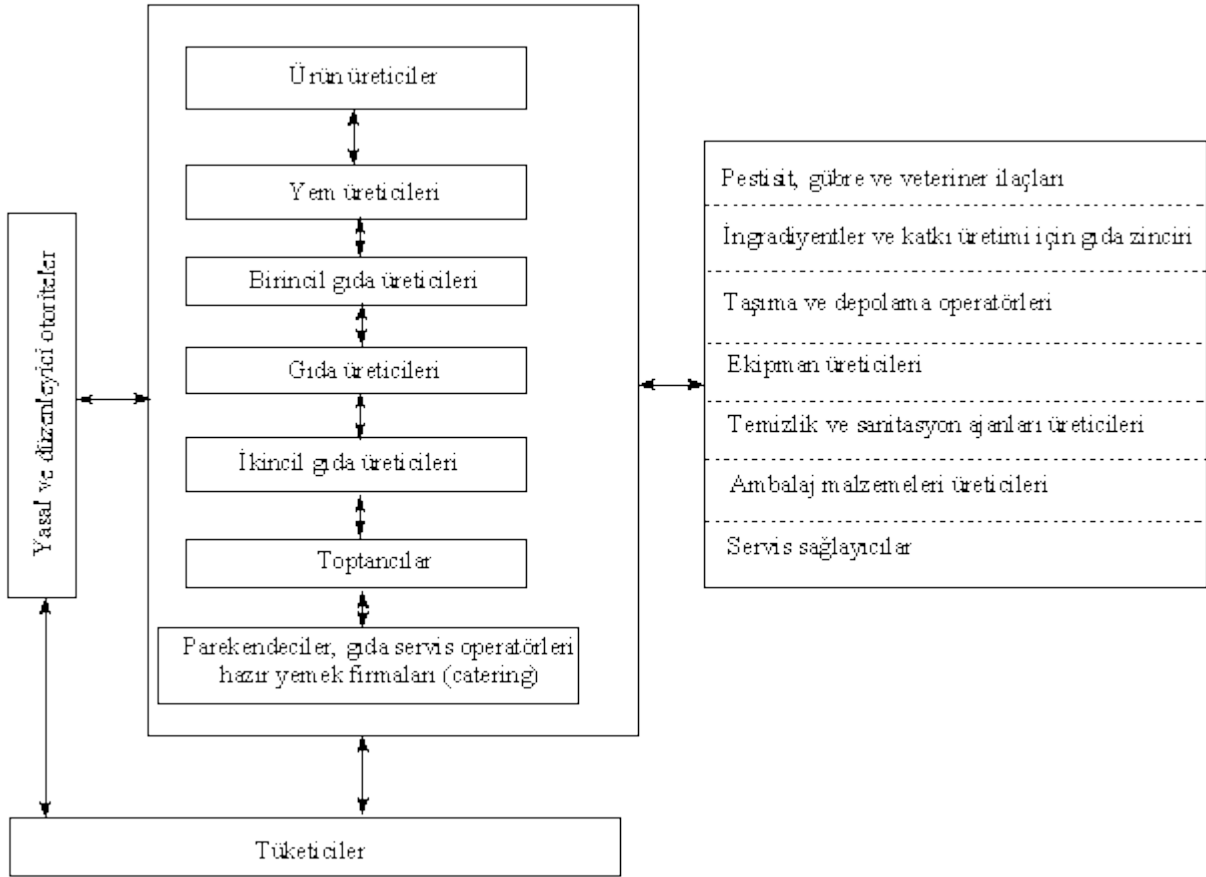 Ürün üreticiler
Yem üreticileri
Birincil gıda üreticileri
Gıda üreticileri
İkincil gıda üreticileri
Toptancılar
Parekendeciler, gıda servis operatörleri
hazır yemek firmaları (catering)
Yasal ve düzenleyici otoriteler
Pestisit, gübre ve veteriner ilaçları
İngradiyentler ve katkı üretimi için gıda zinciri
Taşıma ve depolama operatörleri
Ekipman üreticileri
Temizlik ve sanitasyon ajanları üreticileri
Ambalaj malzemeleri üreticileri
Servis sağlayıcılar
Tüketiciler